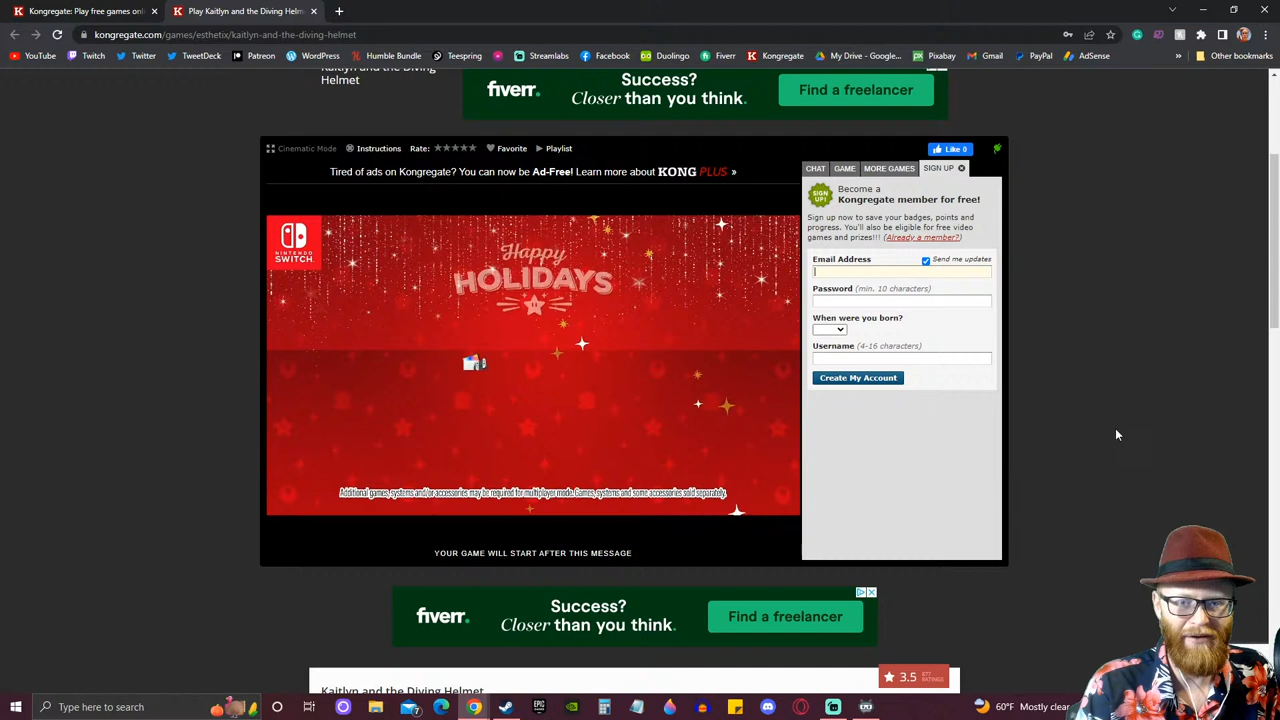 Kongregate: Play free games onl
Play Kaitlyn and the Diving Helm
kongregate.com/games/esthetix/kaitlyn-and-the-diving-helmet
YouTube
Twitch
Twitter
TweetDeck
Patreon
WordPress
Humble Bundle
Teespring
Streamlabs
Facebook
Duolingo
Fiverr
Kongregate
My Drive - Google...
Pixabay
Gmail
PayPal
AdSense
Other bookmarks
Kaitlyn and the Diving
Helmet
fiverr.
Success?
Closer than you think.
Find a freelancer
Cinematic Mode
Instructions
Rate:
Favorite
Playlist
Like 0
Tired of ads on Kongregate? You can now be Ad-Free! Learn more about KONG PLUS »
CHAT
GAME
MORE GAMES
SIGN UP
NINTENDO
SWITCH
Happy
HOLIDAYS
Additional games, systems and/or accessories may be required for multiplayer mode. Games, systems and some accessories sold separately.
YOUR GAME WILL START AFTER THIS MESSAGE
SIGN
UP!
Become a
Kongregate member for free!
Sign up now to save your badges, points and
progress. You'll also be eligible for free video
games and prizes!!! (Already a member?)
Email Address
Send me updates
Password (min. 10 characters)
When were you born?
Username (4-16 characters)
Create My Account
fiverr.
Success?
Closer than you think.
Find a freelancer
Kaitlyn and the Diving Helmet
3.5
877
RATINGS
Type here to search
60°F Mostly clear